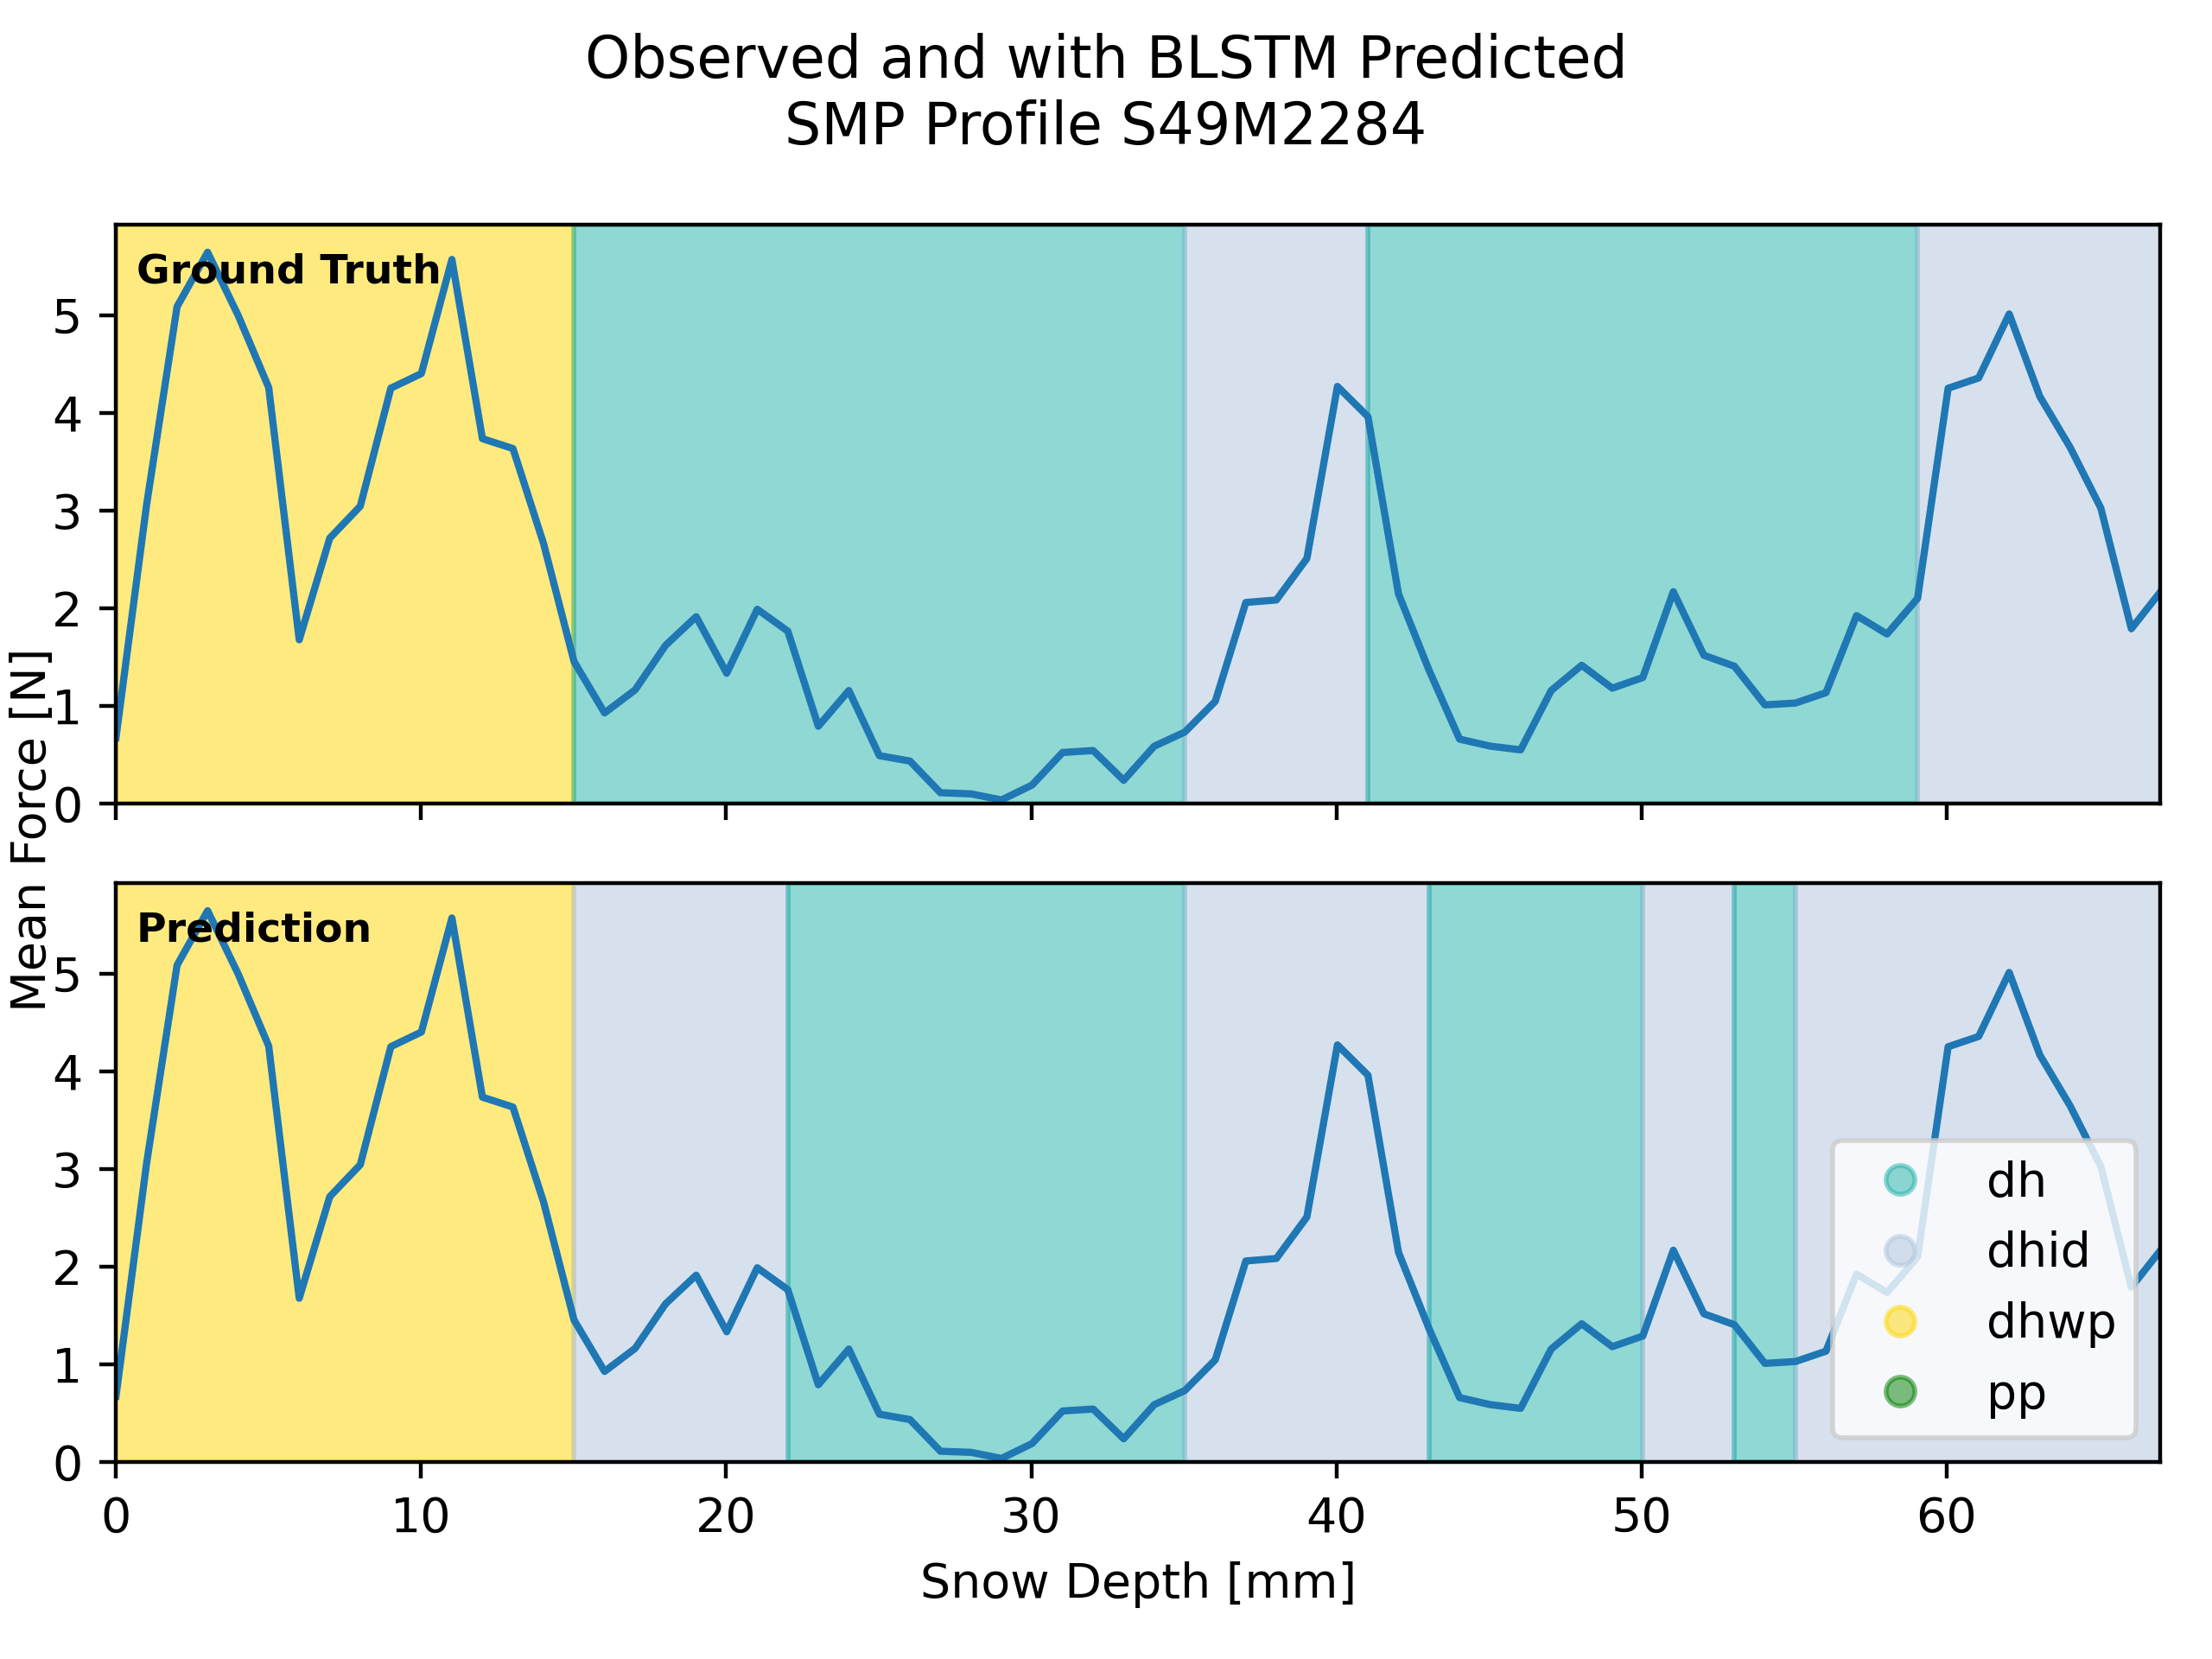 Observed and with BLSTM Predicted
SMP Profile S49M2284
Ground Truth
5
4
3
2
1
0
Mean Force [N]
Prediction
5
4
3
2
1
0
dh
dhid
dhwp
pp
0 10 20 30 40 50 60
Snow Depth [mm]